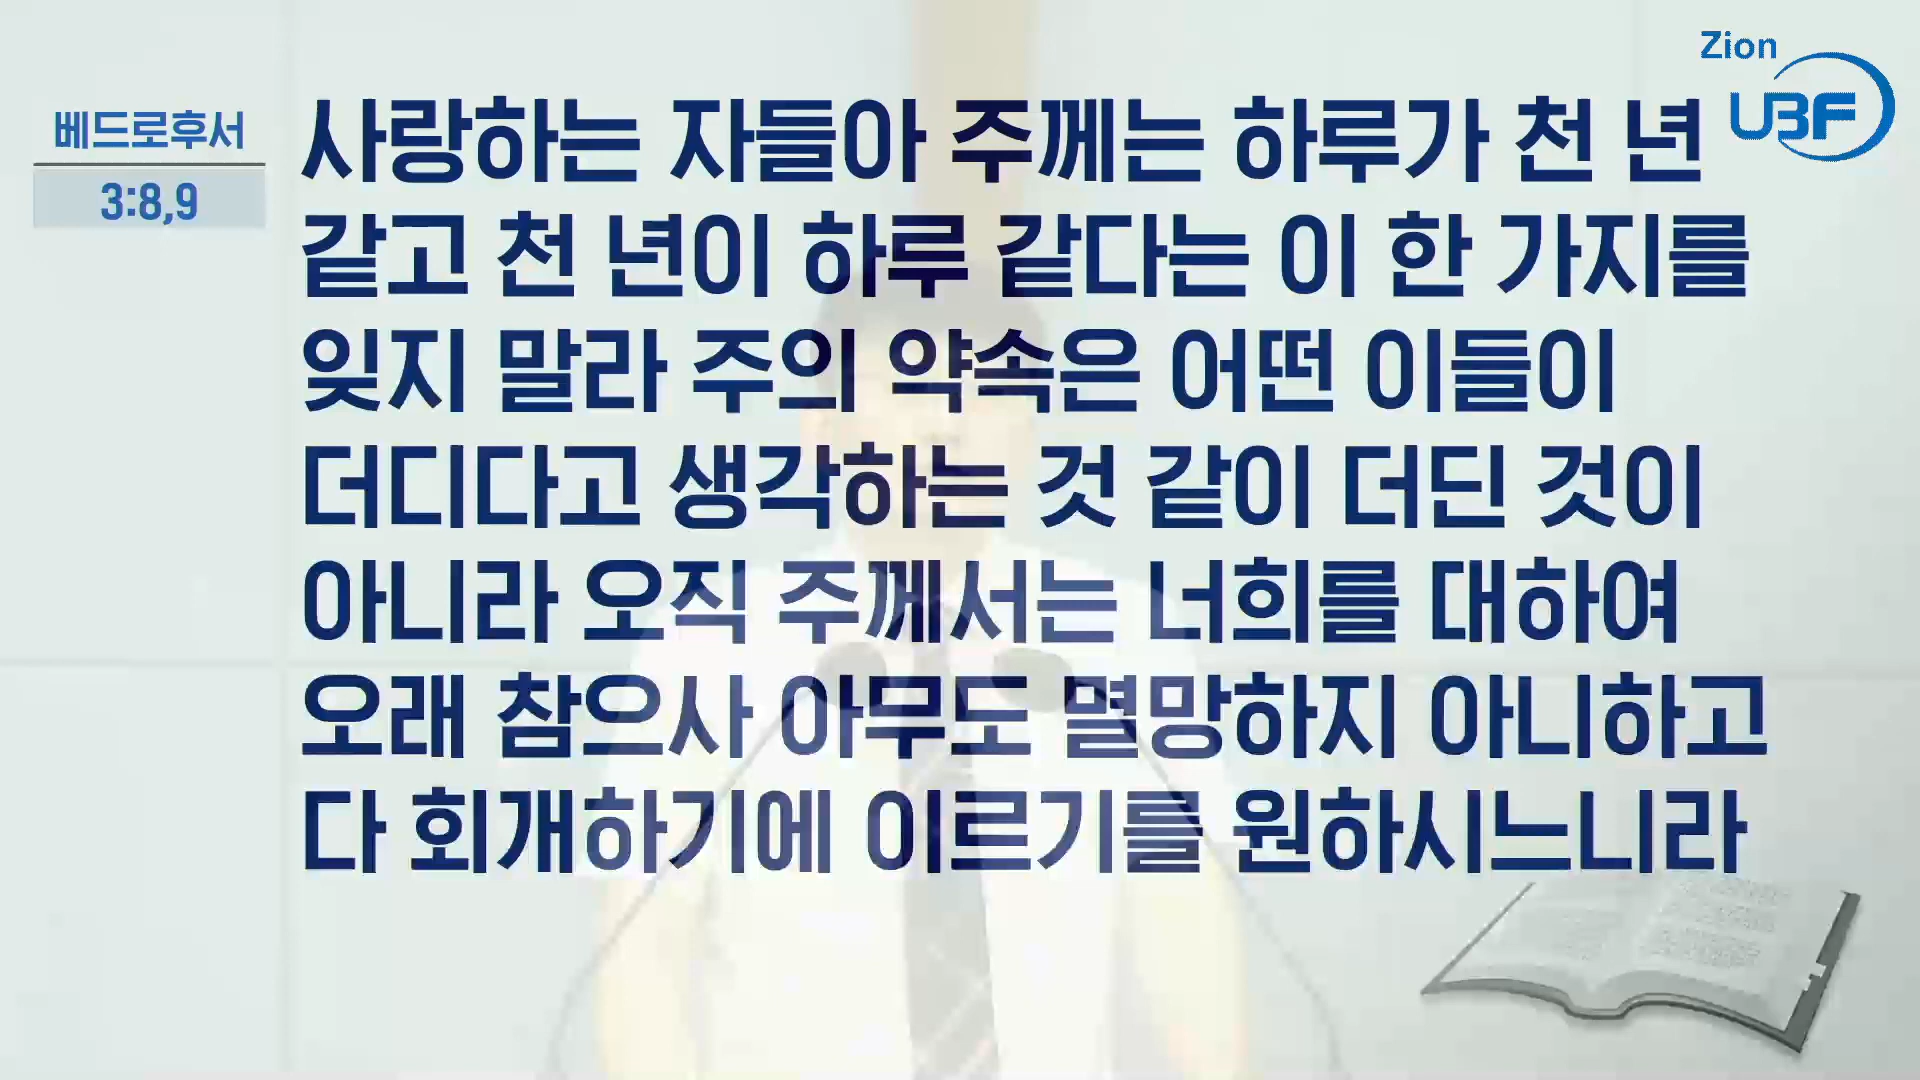 Zion
UBF
베드로후서
3:8,9
사랑하는 자들아 주께는 하루가 천 년
같고 천 년이 하루 같다는 이 한 가지를
잊지 말라 주의 약속은 어떤 이들이
더디다고 생각하는 것 같이 더딘 것이
아니라 오직 주께서는 너희를 대하여
오래 참으사 아무도 멸망하지 아니하고
다 회개하기에 이르기를 원하시느니라